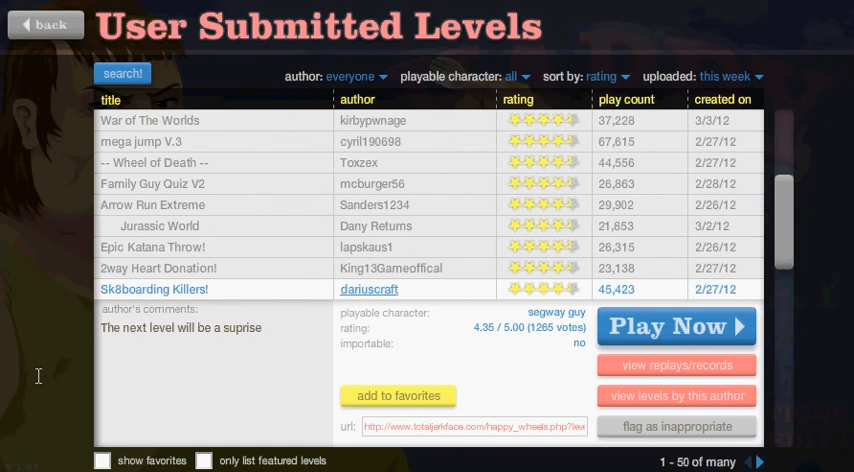 back
User Submitted Levels
search!
author: everyone playable character: all sort by: rating uploaded: this week
title author rating play count created on
War of The Worlds kirbypwnage 37,228 3/3/12
mega jump V.3 cyril190698 67,615 2/27/12
-- Wheel of Death -- Toxzex 44,556 2/27/12
Family Guy Quiz V2 mcburger56 26,863 2/28/12
Arrow Run Extreme Sanders1234 29,902 2/26/12
Jurassic World Dany Returns 21,853 3/2/12
Epic Katana Throw! lapskaus1 26,315 2/26/12
2way Heart Donation! King13Gameoffical 23,138 2/27/12
Sk8boarding Killers! dariuscraft 45,423 2/27/12
author's comments:
The next level will be a suprise
playable character: segway guy
rating: 4.35 / 5.00 (1265 votes)
importable: no
Play Now
view replays/records
add to favorites
view levels by this author
url: http://www.totaljerkface.com/happy_wheels.php?leve
flag as inappropriate
show favorites only list featured levels
1 - 50 of many